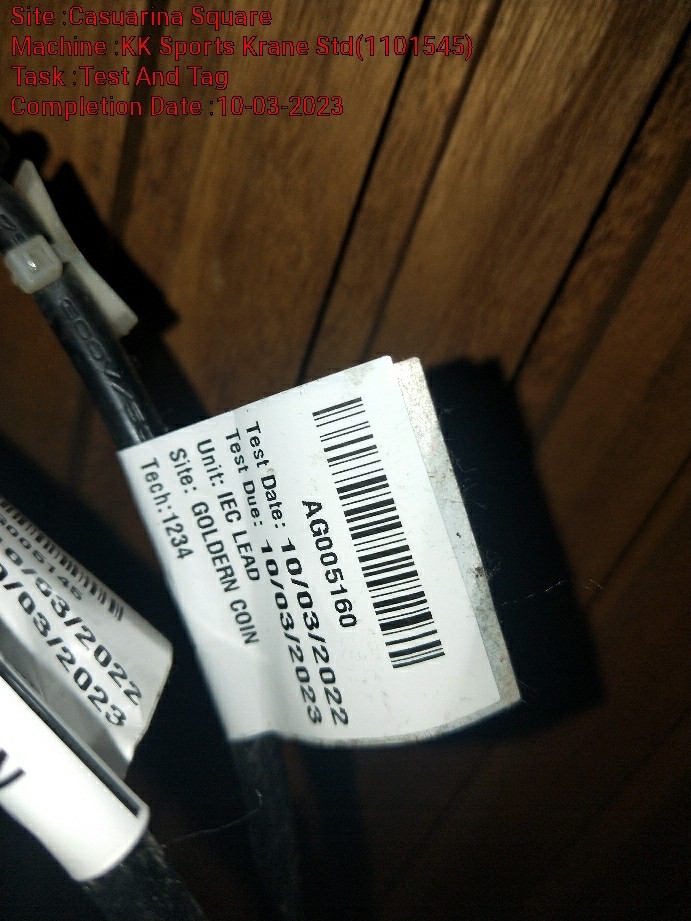 Site :Casuarina Square
Machine :KK Sports Krane Std(1101545)
Task :Test And Tag
Completion Date :10-03-2023
AG005160
Test Date: 10/03/2022
Test Due: 10/03/2023
Unit: IEC LEAD
Site: GOLDERN COIN
Tech:1234
0/03/2022
0/03/2023